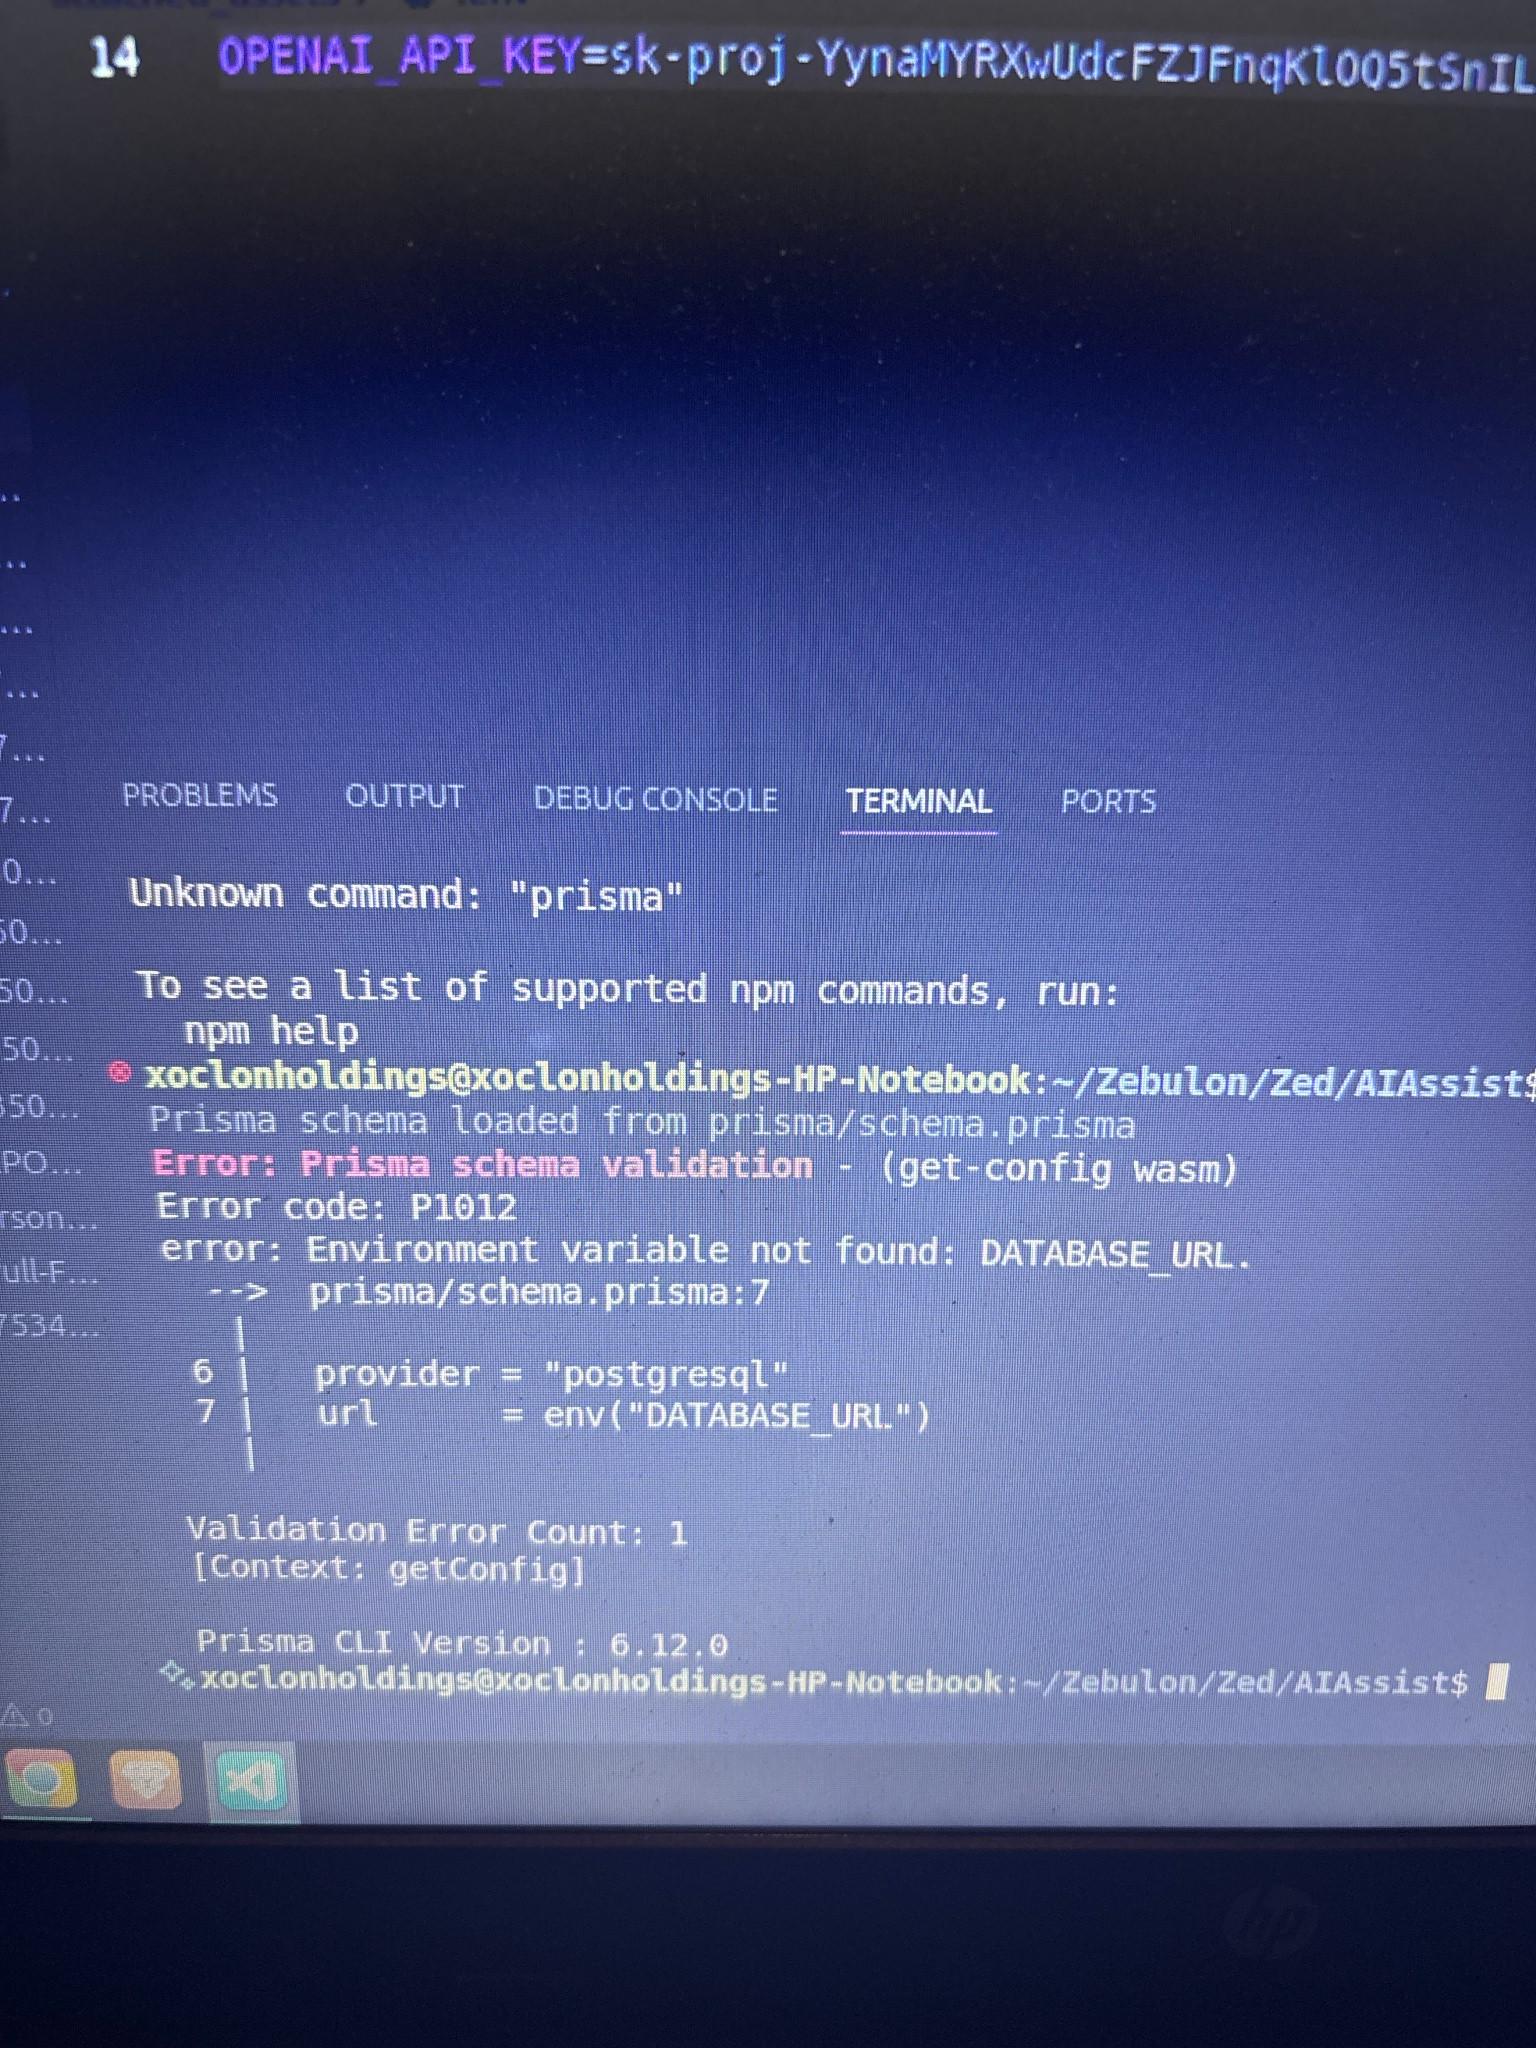 14 OPENAI_API_KEY=sk-proj-YynaMYRXwUdcFZJFnqKlOQ5tSnIL
PROBLEMS OUTPUT DEBUG CONSOLE TERMINAL PORTS
7...
7...
0...
50...
50...
50...
350...
PO...
rson...
ull-F...
7534...
Unknown command: "prisma"
To see a list of supported npm commands, run:
npm help
xoclonholdings@xoclonholdings-HP-Notebook:~/Zebulon/Zed/AIAssist$
Prisma schema loaded from prisma/schema.prisma
Error: Prisma schema validation - (get-config wasm)
Error code: P1012
error: Environment variable not found: DATABASE_URL.
--> prisma/schema.prisma:7
|
6 | provider = "postgresql"
7 | url = env("DATABASE_URL")
|
Validation Error Count: 1
[Context: getConfig]
Prisma CLI Version : 6.12.0
xoclonholdings@xoclonholdings-HP-Notebook:~/Zebulon/Zed/AIAssist$
0
hp